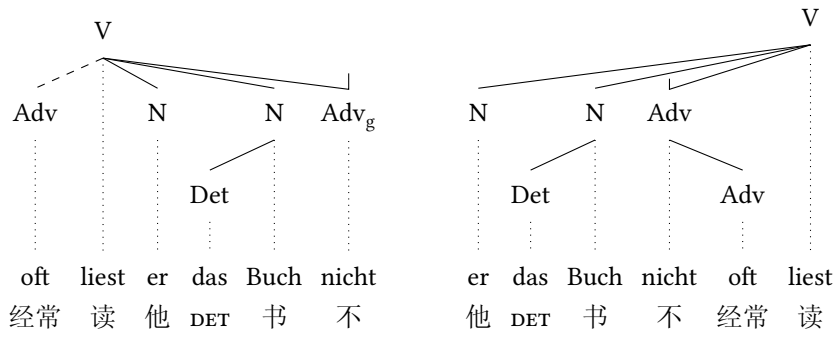 V
Adv N N Adv_g
Det
oft liest er das Buch nicht
经常 读 他 DET 书 不
V
N N Adv
Det Adv
er das Buch nicht oft liest
他 DET 书 不 经常 读